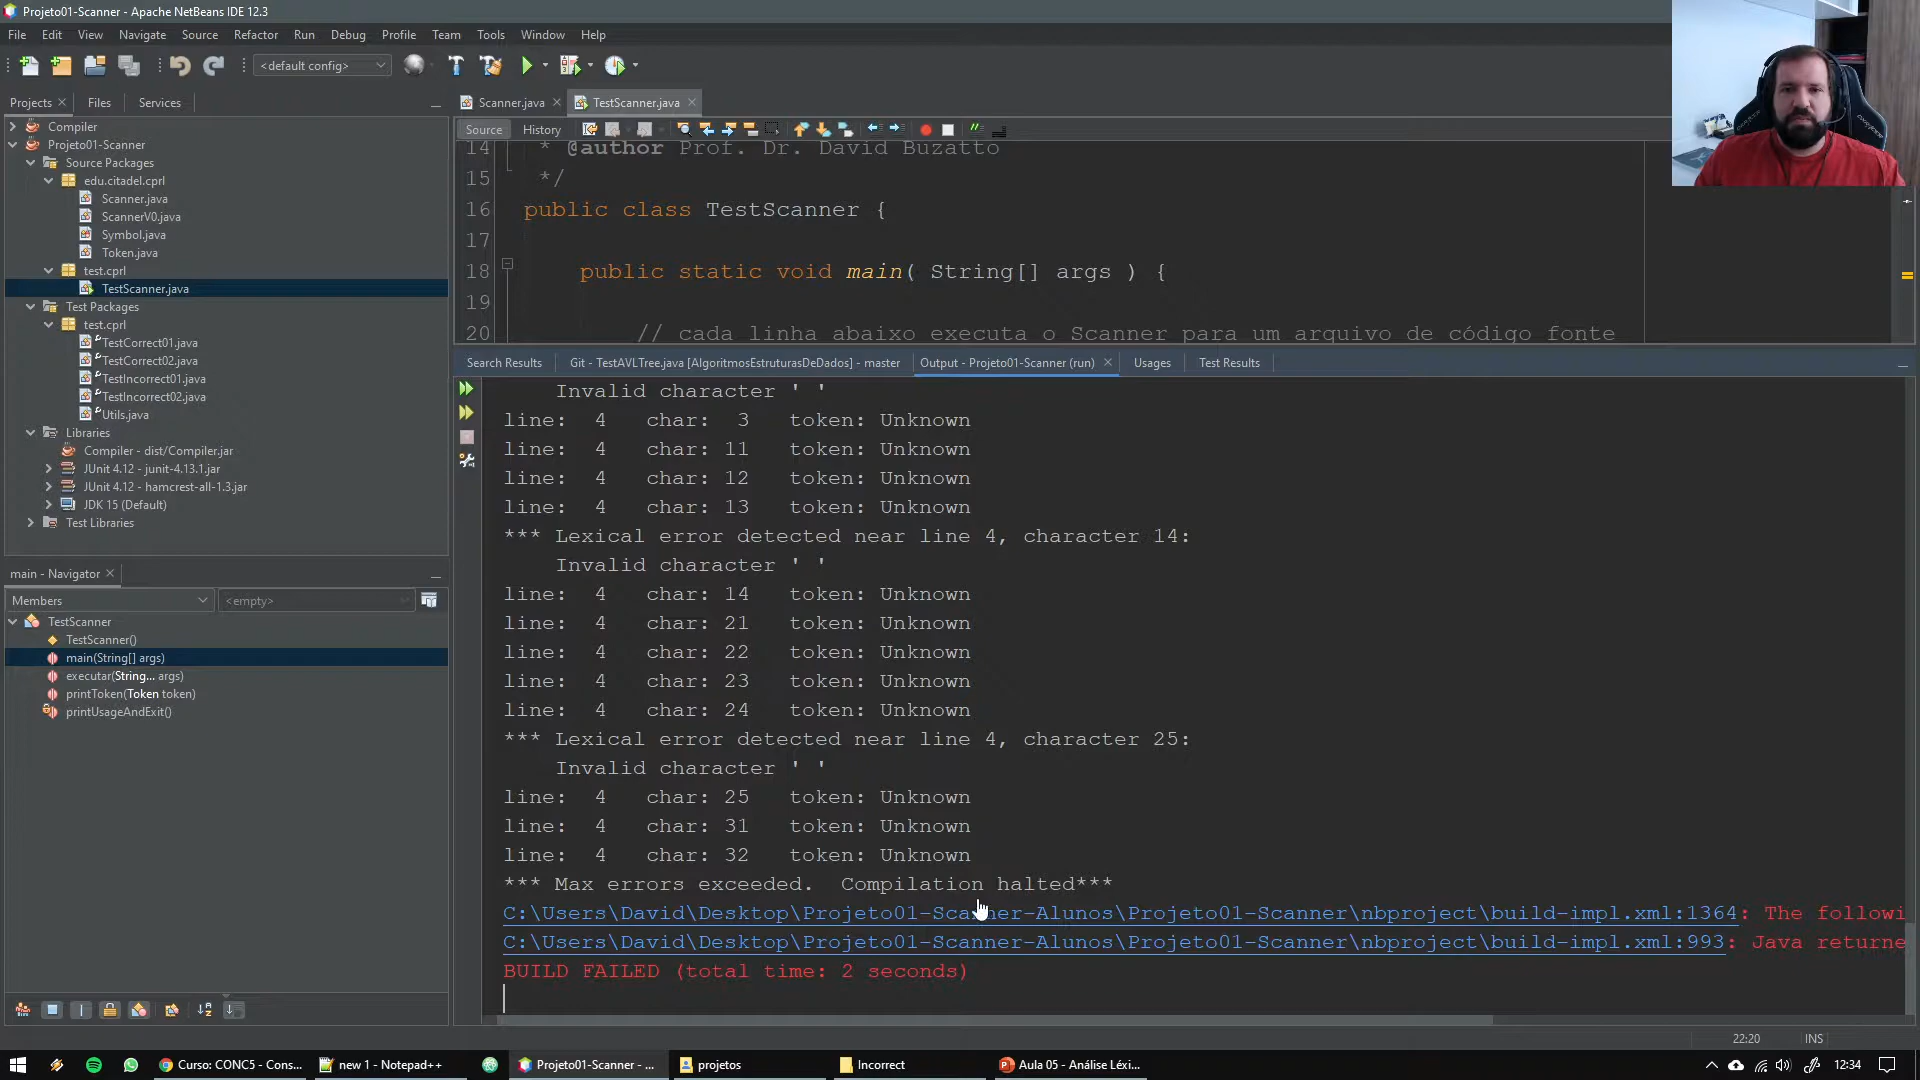 Projeto01-Scanner - Apache NetBeans IDE 12.3
File Edit View Navigate Source Refactor Run Debug Profile Team Tools Window Help
<default config>
Projects Files Services
Compiler
Projeto01-Scanner
Source Packages
edu.citadel.cprl
Scanner.java
ScannerV0.java
Symbol.java
Token.java
test.cprl
TestScanner.java
Test Packages
test.cprl
TestCorrect01.java
TestCorrect02.java
TestIncorrect01.java
TestIncorrect02.java
Utils.java
Libraries
Compiler - dist/Compiler.jar
JUnit 4.12 - junit-4.13.1.jar
JUnit 4.12 - hamcrest-all-1.3.jar
JDK 15 (Default)
Test Libraries
main - Navigator
Members <empty>
TestScanner
TestScanner()
main(String[] args)
executar(String... args)
printToken(Token token)
printUsageAndExit()
Scanner.java TestScanner.java
Source History
14 * @author Prof. Dr. David Buzatto
15 */
16 public class TestScanner {
17
18 public static void main( String[] args ) {
19
20 // cada linha abaixo executa o Scanner para um arquivo de código fonte
Search Results Git - TestAVLTree.java [AlgoritmosEstruturasDeDados] - master Output - Projeto01-Scanner (run) Usages Test Results
Invalid character ' '
line: 4 char: 3 token: Unknown
line: 4 char: 11 token: Unknown
line: 4 char: 12 token: Unknown
line: 4 char: 13 token: Unknown
*** Lexical error detected near line 4, character 14:
Invalid character ' '
line: 4 char: 14 token: Unknown
line: 4 char: 21 token: Unknown
line: 4 char: 22 token: Unknown
line: 4 char: 23 token: Unknown
line: 4 char: 24 token: Unknown
*** Lexical error detected near line 4, character 25:
Invalid character ' '
line: 4 char: 25 token: Unknown
line: 4 char: 31 token: Unknown
line: 4 char: 32 token: Unknown
*** Max errors exceeded. Compilation halted***
C:\Users\David\Desktop\Projeto01-Scanner-Alunos\Projeto01-Scanner\nbproject\build-impl.xml:1364: The followi
C:\Users\David\Desktop\Projeto01-Scanner-Alunos\Projeto01-Scanner\nbproject\build-impl.xml:993: Java returne
BUILD FAILED (total time: 2 seconds)
22:20 INS
Curso: CONC5 - Cons... new 1 - Notepad++ Projeto01-Scanner - ... projetos Incorrect Aula 05 - Análise Léxi... 12:34